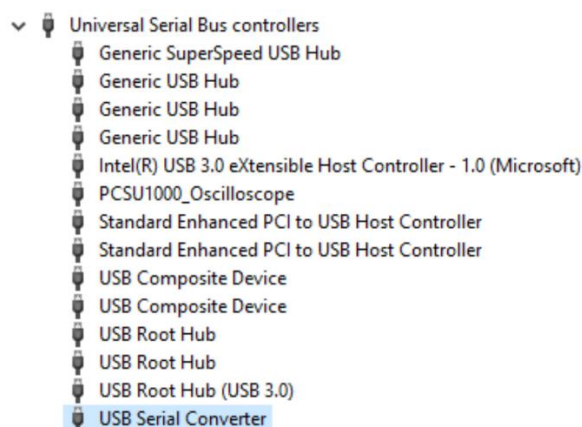 Universal Serial Bus controllers
Generic SuperSpeed USB Hub
Generic USB Hub
Generic USB Hub
Generic USB Hub
Intel(R) USB 3.0 eXtensible Host Controller - 1.0 (Microsoft)
PCSU1000_Oscilloscope
Standard Enhanced PCI to USB Host Controller
Standard Enhanced PCI to USB Host Controller
USB Composite Device
USB Composite Device
USB Root Hub
USB Root Hub
USB Root Hub (USB 3.0)
USB Serial Converter